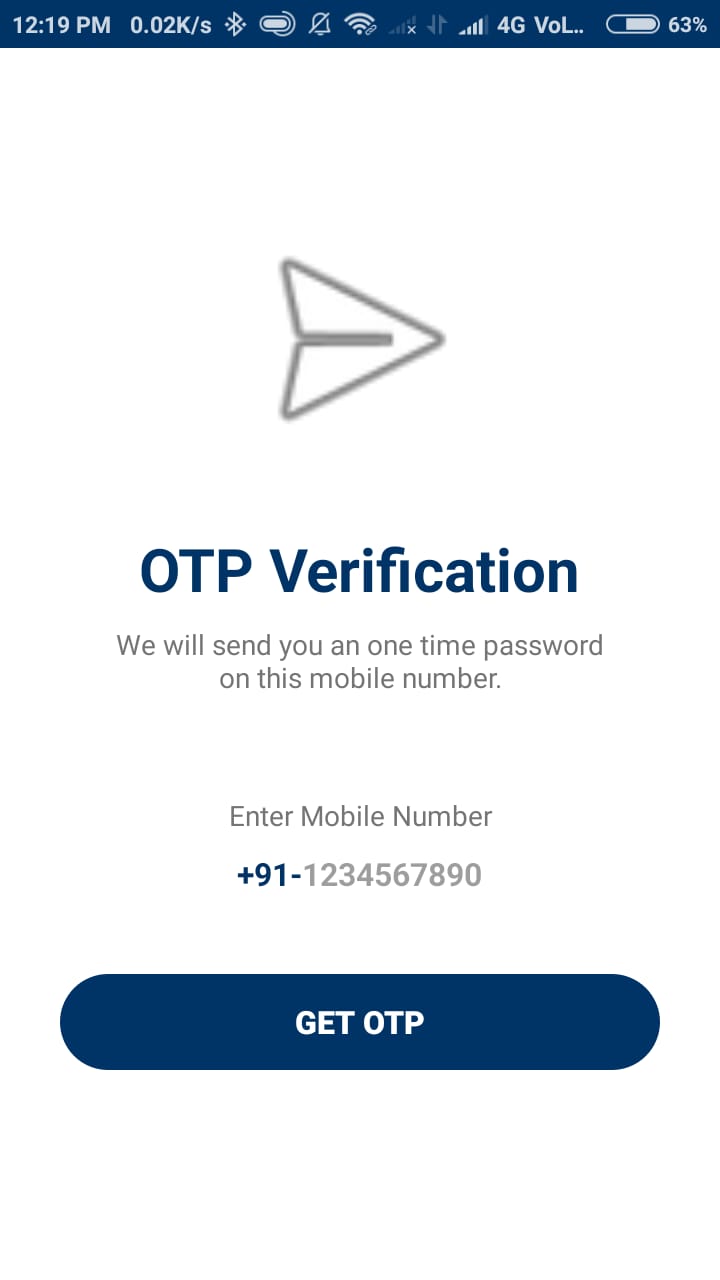 12:19 PM 0.02K/s 4G VoL.. 63%
OTP Verification
We will send you an one time password
on this mobile number.
Enter Mobile Number
+91-1234567890
GET OTP